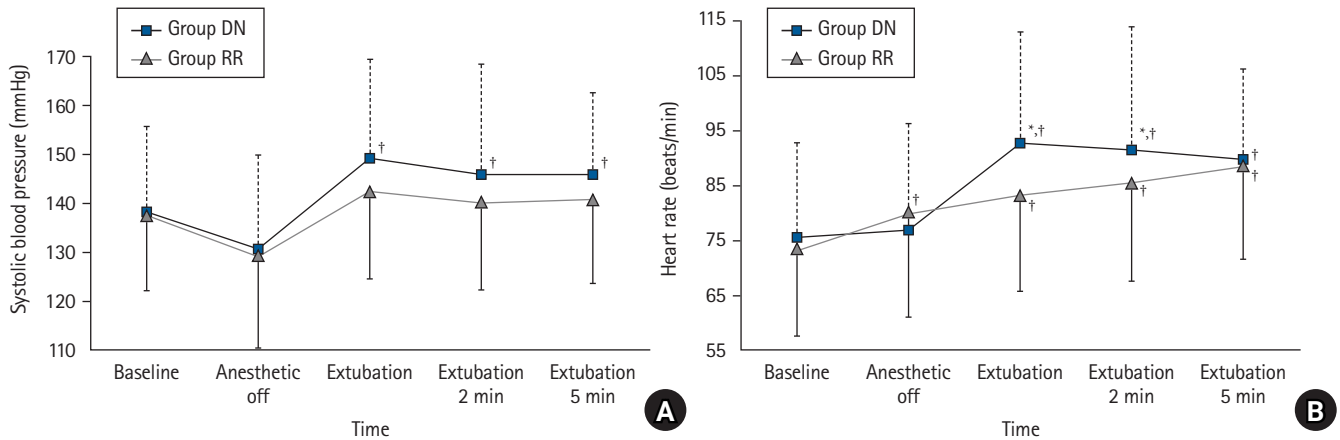 Group DN
Group RR
Systolic blood pressure (mmHg)
170
160
150
140
130
120
110
†
†
†
Baseline
Anesthetic
off
Extubation
Extubation
2 min
Extubation
5 min
Time
A
Group DN
Group RR
Heart rate (beats/min)
115
105
95
85
75
65
55
†
*,†
†
*,†
†
†
†
Baseline
Anesthetic
off
Extubation
Extubation
2 min
Extubation
5 min
Time
B